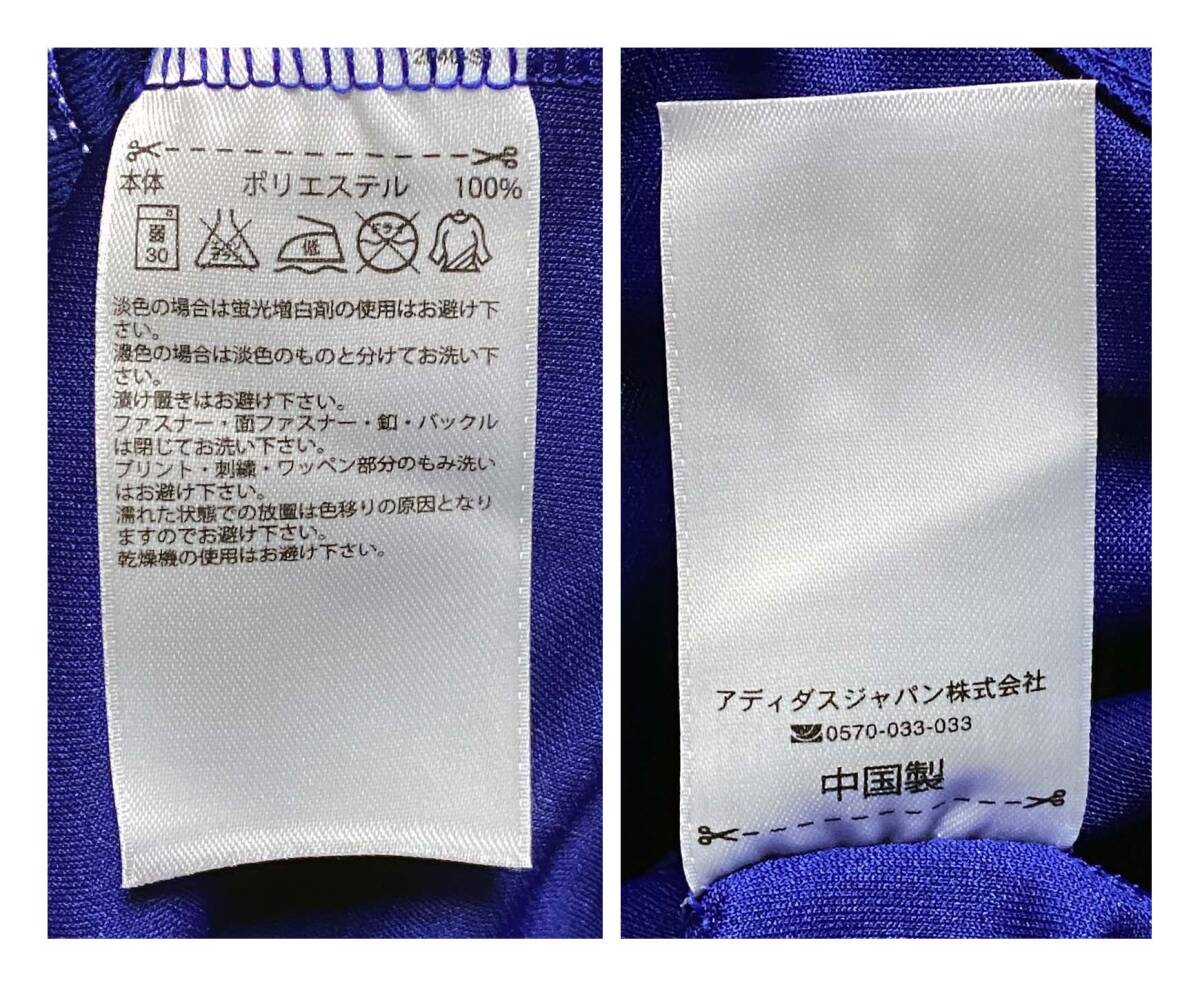 本体 ポリエステル 100%
弱
30
エンソ
サラシ
低
ドライ
淡色の場合は蛍光増白剤の使用はお避け下
さい。
濃色の場合は淡色のものと分けてお洗い下
さい。
漬け置きはお避け下さい。
ファスナー・面ファスナー・釦・バックル
は閉じてお洗い下さい。
プリント・刺繍・ワッペン部分のもみ洗い
はお避け下さい。
濡れた状態での放置は色移りの原因となり
ますのでお避け下さい。
乾燥機の使用はお避け下さい。
アディダスジャパン株式会社
0570-033-033
中国製